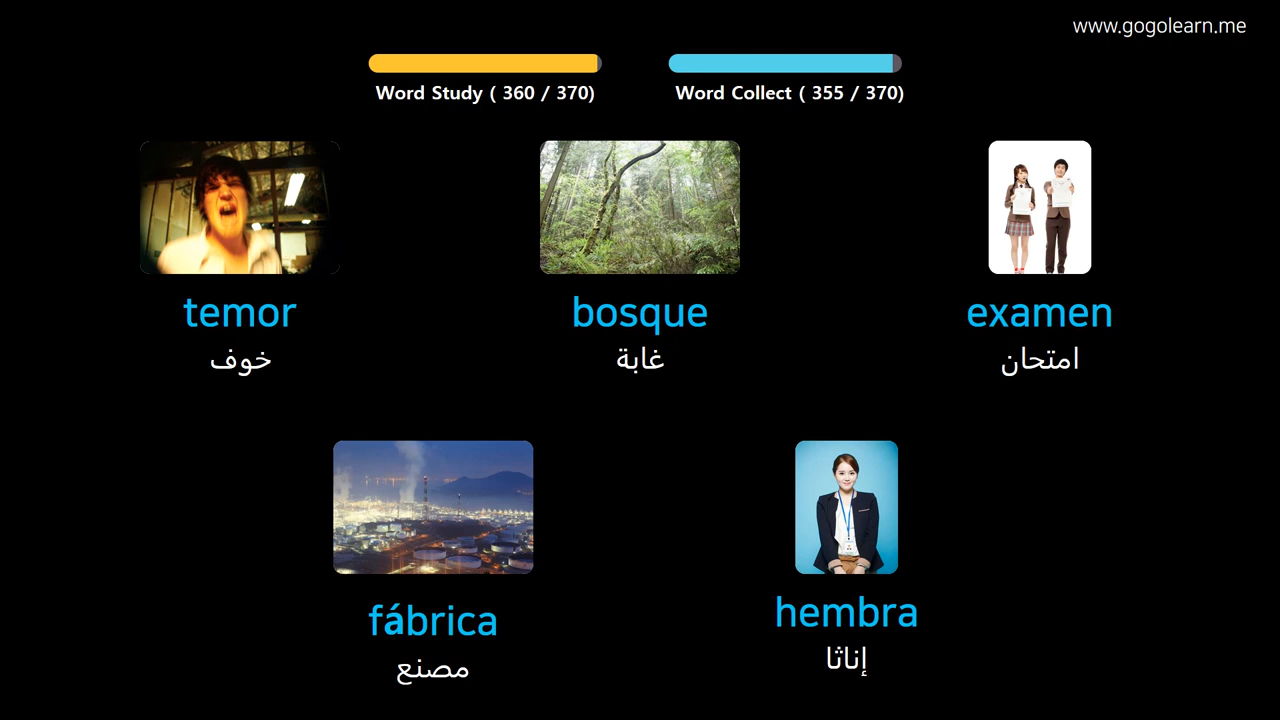 www.gogolearn.me
Word Study ( 360 / 370)
Word Collect ( 355 / 370)
temor
bosque
examen
خوف
غابة
امتحان
fábrica
hembra
مصنع
إناثا